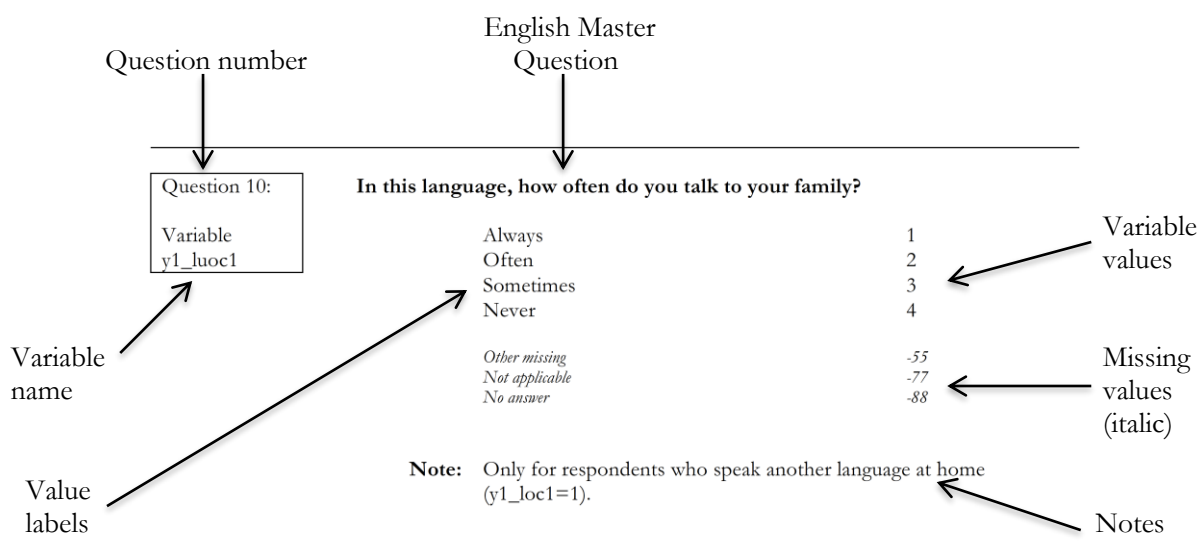 English Master
Question
Question number
Question 10:
In this language, how often do you talk to your family?
Variable
y1_luoc1
Always 1
Often 2
Sometimes 3
Never 4
Variable
values
Variable
name
Other missing -55
Not applicable -77
No answer -88
Missing
values
(italic)
Note: Only for respondents who speak another language at home
(y1_loc1=1).
Value
labels
Notes